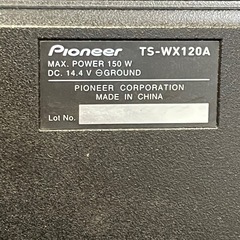 Pioneer TS-WX120A
MAX. POWER 150 W
DC. 14.4 V ⊖GROUND
PIONEER CORPORATION
MADE IN CHINA
Lot No.